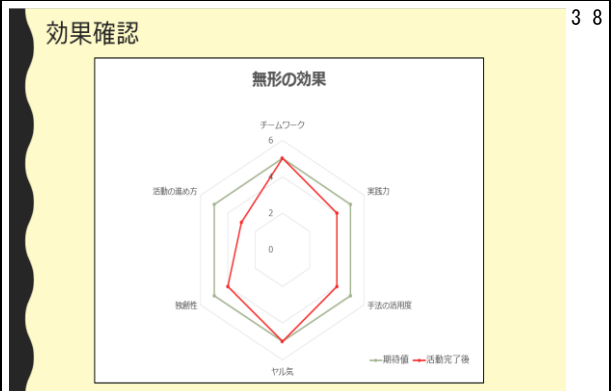 効果確認
３８
無形の効果
チームワーク
6
活動の進め方
実践力
4
2
0
独創性
手法の活用度
ヤル気
期待値 活動完了後